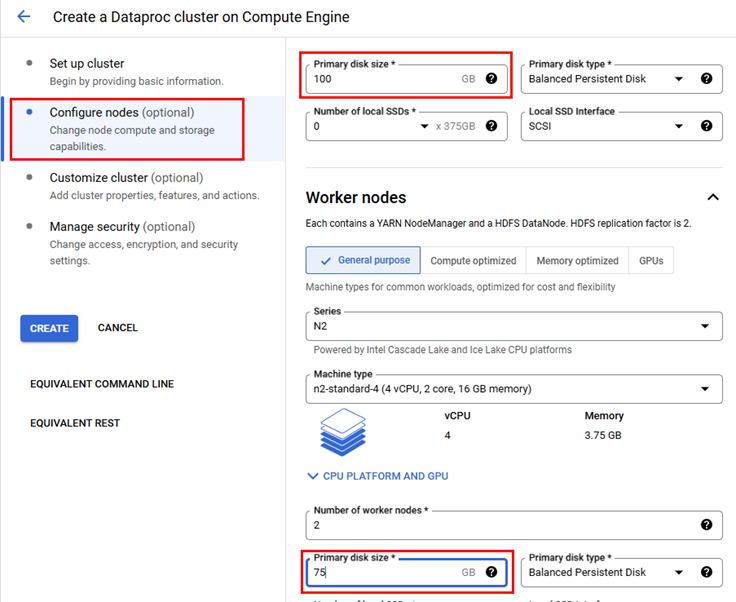 Create a Dataproc cluster on Compute Engine
Set up cluster
Begin by providing basic information.
Configure nodes (optional)
Change node compute and storage
capabilities.
Customize cluster (optional)
Add cluster properties, features, and actions.
Manage security (optional)
Change access, encryption, and security
settings.
CREATE
CANCEL
EQUIVALENT COMMAND LINE
EQUIVALENT REST
Primary disk size *
100
GB
Primary disk type *
Balanced Persistent Disk
Number of local SSDs *
0
x 375GB
Local SSD Interface
SCSI
Worker nodes
Each contains a YARN NodeManager and a HDFS DataNode. HDFS replication factor is 2.
General purpose
Compute optimized
Memory optimized
GPUs
Machine types for common workloads, optimized for cost and flexibility
Series
N2
Powered by Intel Cascade Lake and Ice Lake CPU platforms
Machine type
n2-standard-4 (4 vCPU, 2 core, 16 GB memory)
vCPU
4
Memory
3.75 GB
CPU PLATFORM AND GPU
Number of worker nodes *
2
Primary disk size *
75
GB
Primary disk type *
Balanced Persistent Disk